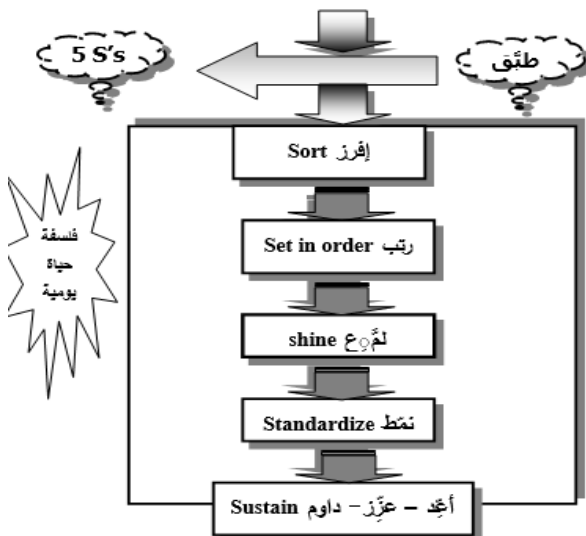 5 S's
طبَّق
Sort إفرز
Set in order رتب
shine لمَّع
Standardize نمّط
Sustain أعِّد – عزِّز– داوم
فلسفة
حياة
يومية